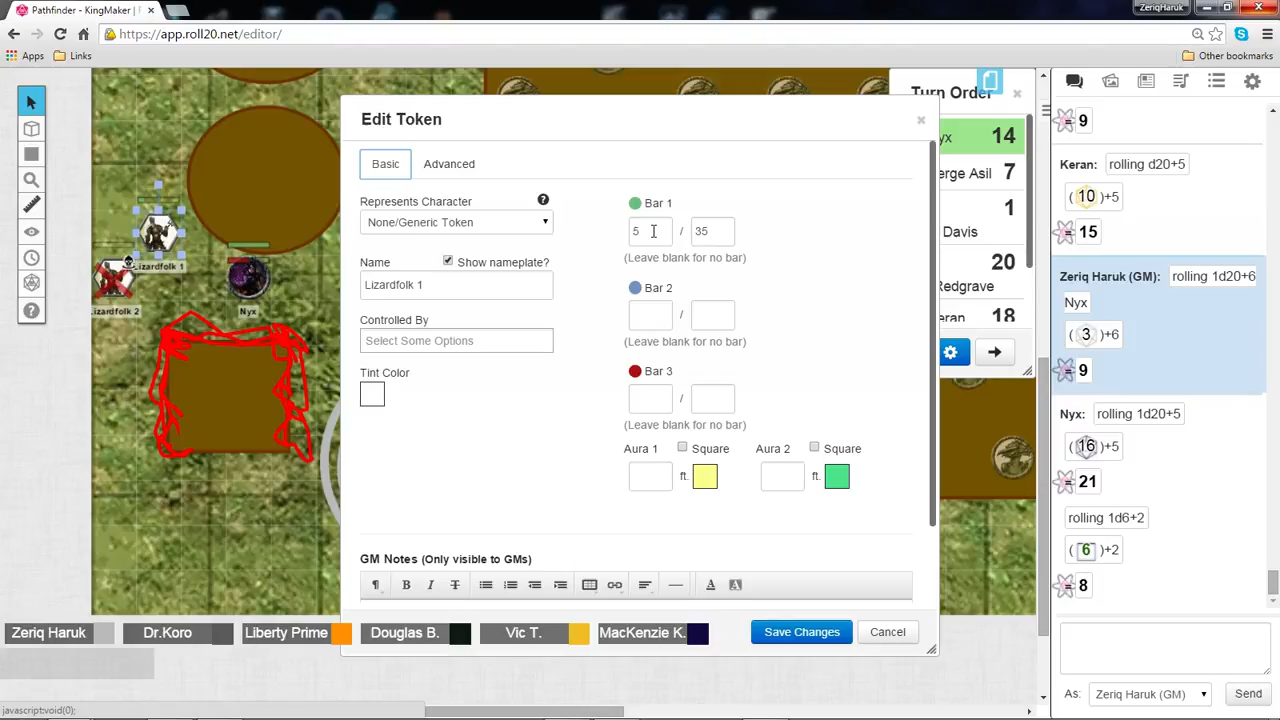 Pathfinder - KingMaker |
ZeriqHaruk
https://app.roll20.net/editor/
Apps
Links
Other bookmarks
Edit Token
Basic
Advanced
Represents Character
?
None/Generic Token
Name
Show nameplate?
Lizardfolk 1
Controlled By
Select Some Options
Tint Color
Bar 1
5 / 35
(Leave blank for no bar)
Bar 2
/
(Leave blank for no bar)
Bar 3
/
(Leave blank for no bar)
Aura 1 Square Aura 2 Square
ft. ft.
GM Notes (Only visible to GMs)
Save Changes
Cancel
Lizardfolk 1
Lizardfolk 2
Nyx
Turn Order
yx 14
erge Asil 7
1
Davis
20
Redgrave
eran 18
= 9
Keran: rolling d20+5
(10)+5
= 15
Zeriq Haruk (GM): rolling 1d20+6
Nyx
(3)+6
= 9
Nyx: rolling 1d20+5
(16)+5
= 21
rolling 1d6+2
(6)+2
= 8
As: Zeriq Haruk (GM)
Send
Zeriq Haruk
Dr.Koro
Liberty Prime
Douglas B.
Vic T.
MacKenzie K.
javascript:void(0);